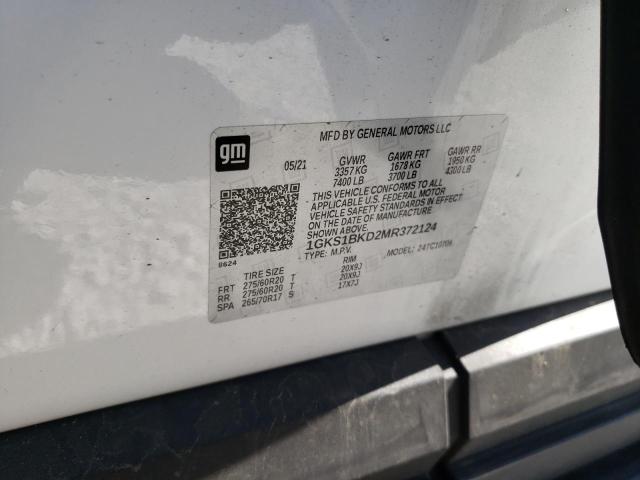 gm
MFD BY GENERAL MOTORS LLC
05/21 GVWR GAWR FRT GAWR RR
3357 KG 1678 KG 1950 KG
7400 LB 3700 LB 4300 LB
THIS VEHICLE CONFORMS TO ALL
APPLICABLE U.S. FEDERAL MOTOR
VEHICLE SAFETY STANDARDS IN EFFECT ON
THE DATE OF MANUFACTURE
1GKS1BKD2MR372124
0624 TYPE: M.P.V. MODEL:
TIRE SIZE RIM
FRT 275/60R20 T 20X9J
RR 275/60R20 T 20X9J
SPA 265/70R17 S 17X7J